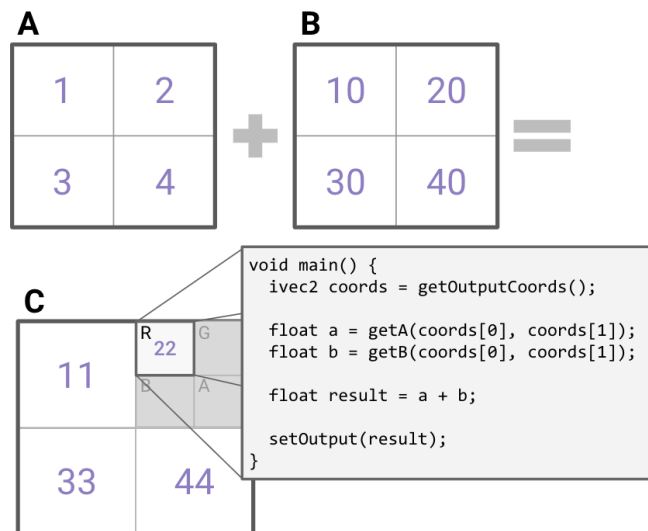 A B
1 2 10 20
+ =
3 4 30 40
void main() {
ivec2 coords = getOutputCoords();
C
R G
22
11
float a = getA(coords[0], coords[1]);
float b = getB(coords[0], coords[1]);
B A
float result = a + b;
setOutput(result);
}
33 44